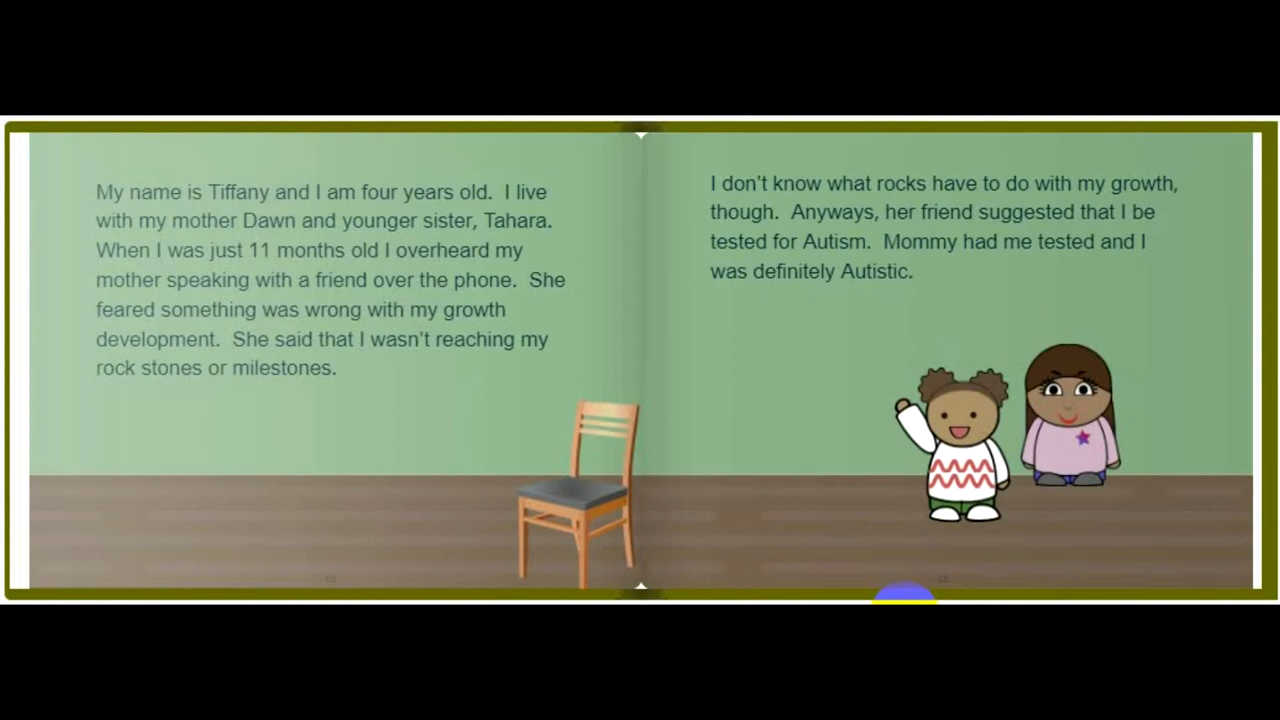 My name is Tiffany and I am four years old.  I live
with my mother Dawn and younger sister, Tahara.
When I was just 11 months old I overheard my
mother speaking with a friend over the phone.  She
feared something was wrong with my growth
development.  She said that I wasn't reaching my
rock stones or milestones.
I don't know what rocks have to do with my growth,
though.  Anyways, her friend suggested that I be
tested for Autism.  Mommy had me tested and I
was definitely Autistic.